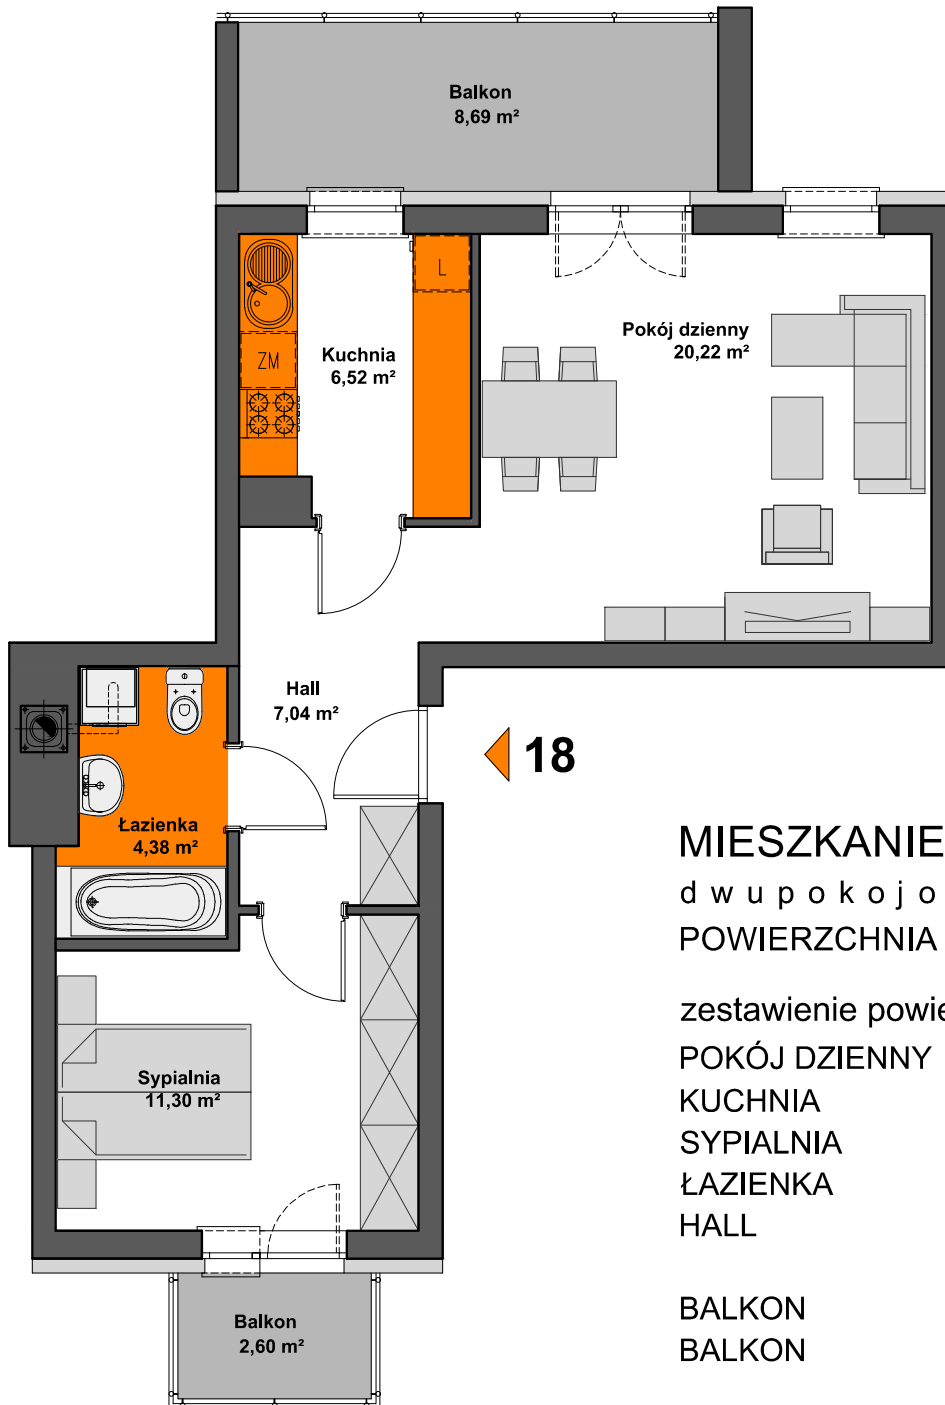 Balkon
8,69 m²
L
ZM
Kuchnia
6,52 m²
Pokój dzienny
20,22 m²
Hall
7,04 m²
18
Łazienka
4,38 m²
Sypialnia
11,30 m²
Balkon
2,60 m²
MIESZKANIE
dwupokojo
POWIERZCHNIA
zestawienie powie
POKÓJ DZIENNY
KUCHNIA
SYPIALNIA
ŁAZIENKA
HALL
BALKON
BALKON